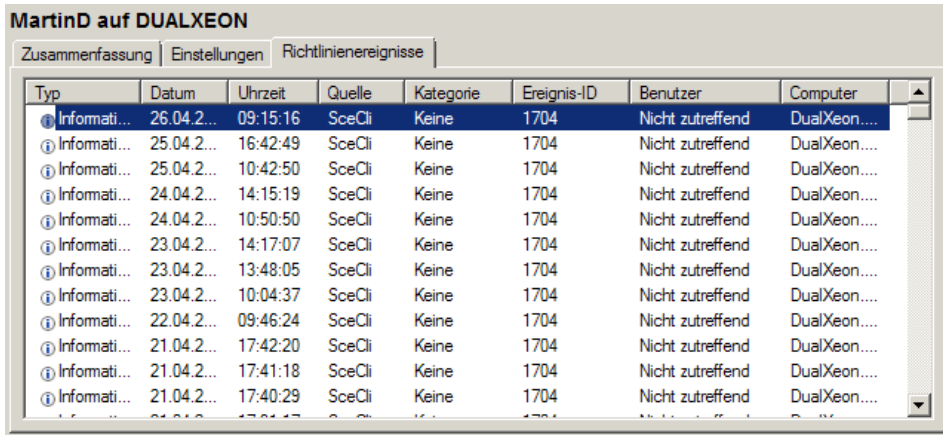 MartinD auf DUALXEON
Zusammenfassung Einstellungen Richtlinienereignisse
Typ Datum Uhrzeit Quelle Kategorie Ereignis-ID Benutzer Computer
Informati... 26.04.2... 09:15:16 SceCli Keine 1704 Nicht zutreffend DualXeon....
Informati... 25.04.2... 16:42:49 SceCli Keine 1704 Nicht zutreffend DualXeon....
Informati... 25.04.2... 10:42:50 SceCli Keine 1704 Nicht zutreffend DualXeon....
Informati... 24.04.2... 14:15:19 SceCli Keine 1704 Nicht zutreffend DualXeon....
Informati... 24.04.2... 10:50:50 SceCli Keine 1704 Nicht zutreffend DualXeon....
Informati... 23.04.2... 14:17:07 SceCli Keine 1704 Nicht zutreffend DualXeon....
Informati... 23.04.2... 13:48:05 SceCli Keine 1704 Nicht zutreffend DualXeon....
Informati... 23.04.2... 10:04:37 SceCli Keine 1704 Nicht zutreffend DualXeon....
Informati... 22.04.2... 09:46:24 SceCli Keine 1704 Nicht zutreffend DualXeon....
Informati... 21.04.2... 17:42:20 SceCli Keine 1704 Nicht zutreffend DualXeon....
Informati... 21.04.2... 17:41:18 SceCli Keine 1704 Nicht zutreffend DualXeon....
Informati... 21.04.2... 17:40:29 SceCli Keine 1704 Nicht zutreffend DualXeon....